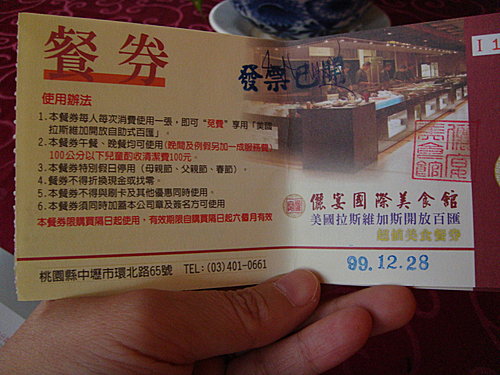 餐券
使用辦法
1.本餐券每人每次消費使用一張，即可"免費"享用「美國
拉斯維加開放自助式百匯」。
2.本餐券午餐、晚餐均可使用(晚間及例假另加一成服務費)
100公分以下兒童酌收清潔費100元。
3.本餐券特別假日停用（母親節、父親節、春節）。
4.本餐券不得折換現金或找零。
5.本餐券不得與刷卡及其他優惠同時使用。
6.本餐券須同時加蓋本公司章及簽名方可使用
本餐券限購買隔日起使用，有效期限自購買隔日起六個月有效
桃園縣中壢市環北路65號 TEL:(03)401-0661
發票已開
儷宴國際美食館
美國拉斯維加斯開放百匯
超值美食餐券
99.12.28
I 1